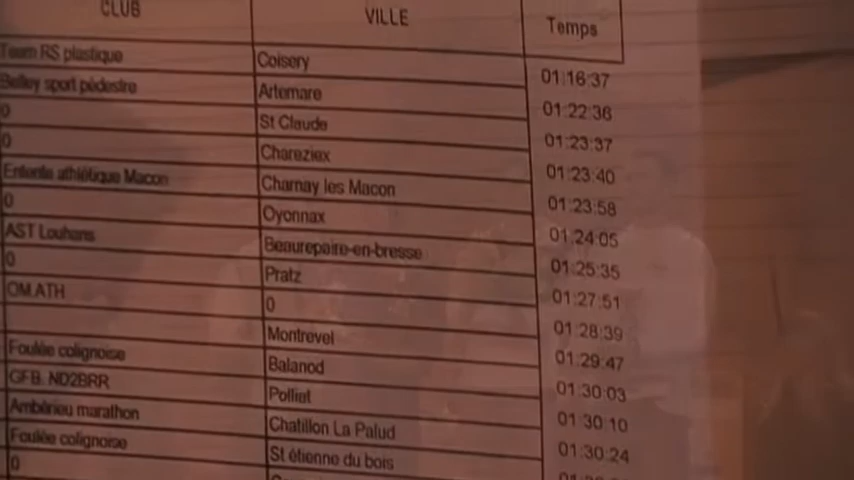 CLUB VILLE Temps
Team RS plastique Coisery 01:16:37
Belley sport pédestre Artemare 01:22:36
0 St Claude 01:23:37
0 Chareziex 01:23:40
Entente athlétique Macon Charnay les Macon 01:23:58
0 Oyonnax 01:24:05
AST Louhans Beaurepaire-en-bresse 01:25:35
0 Pratz 01:27:51
OM.ATH 0 01:28:39
Montrevel 01:29:47
Foulée colignoise Balanod 01:30:03
GFB. ND2BRR Polliat 01:30:10
Ambérieu marathon Chatillon La Palud 01:30:24
Foulée colignoise St étienne du bois
0